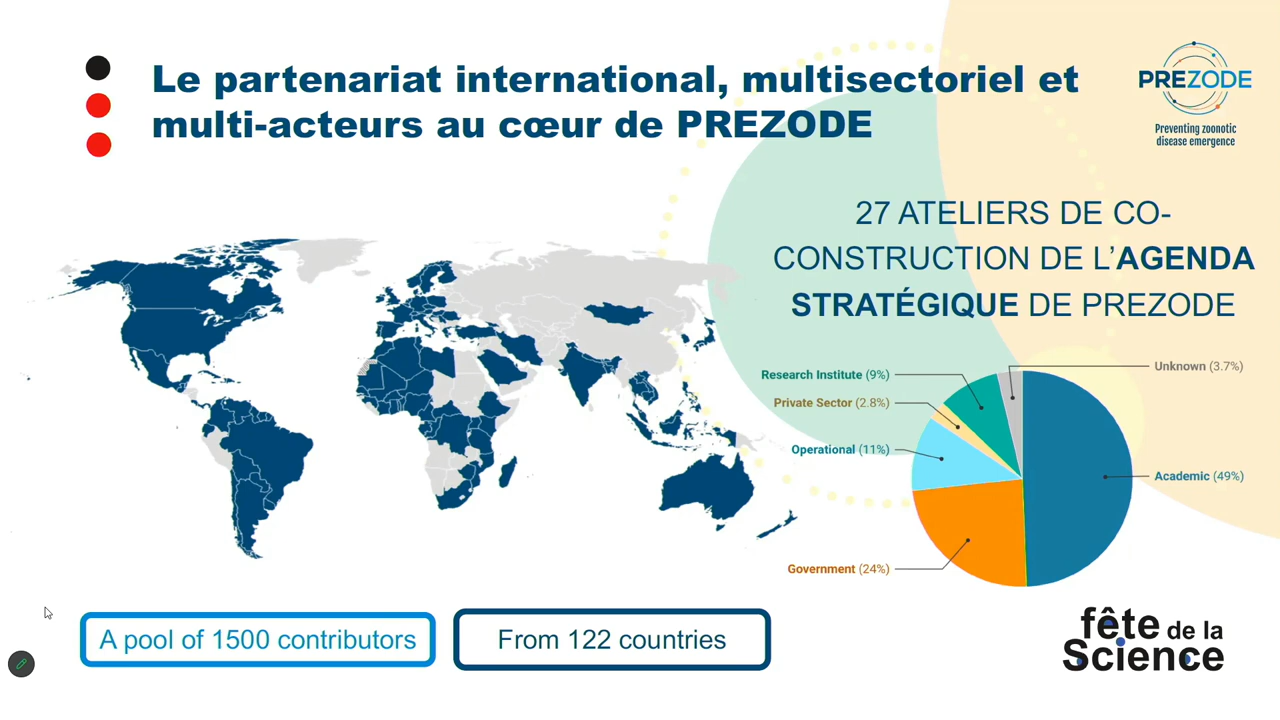 Le partenariat international, multisectoriel et
multi-acteurs au cœur de PREZODE
PREZODE
Preventing zoonotic
disease emergence
27 ATELIERS DE CO-
CONSTRUCTION DE L’AGENDA
STRATÉGIQUE DE PREZODE
Unknown (3.7%)
Research Institute (9%)
Private Sector (2.8%)
Operational (11%)
Academic (49%)
Government (24%)
A pool of 1500 contributors
From 122 countries
fête de la
Science